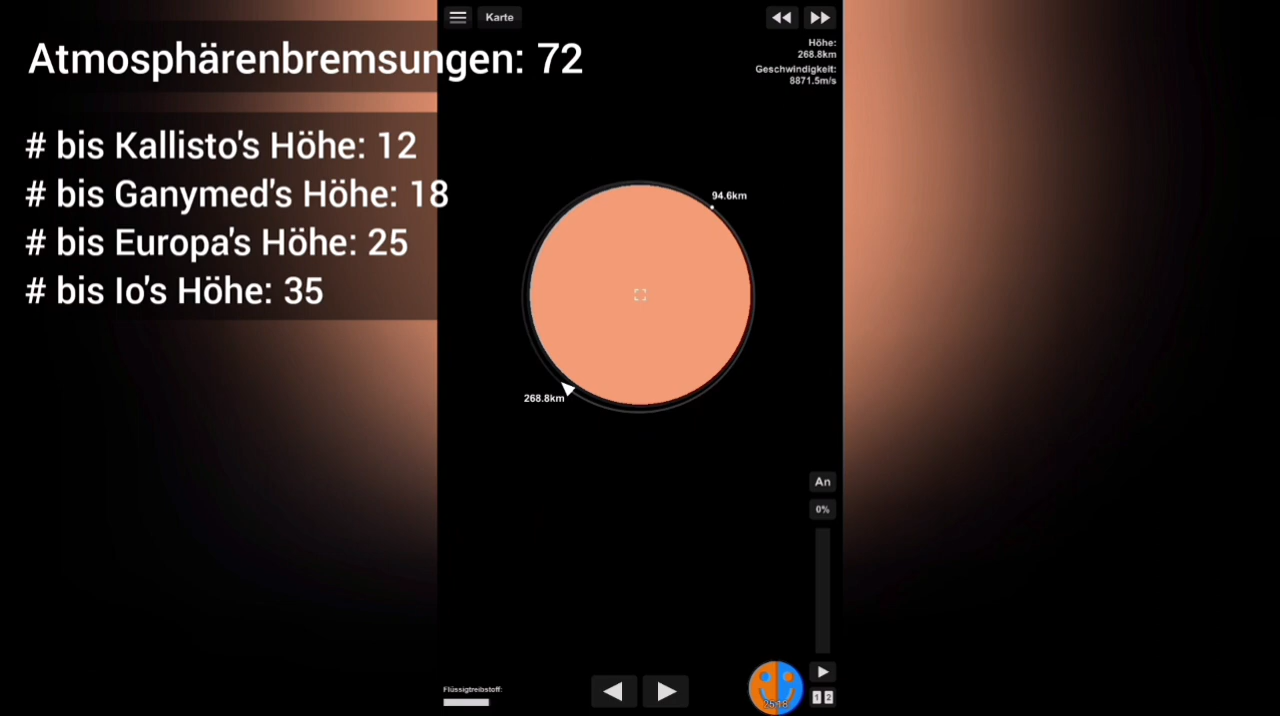 Atmosphärenbremsungen: 72
# bis Kallisto's Höhe: 12
# bis Ganymed's Höhe: 18
# bis Europa's Höhe: 25
# bis Io's Höhe: 35
Karte
Höhe:
268.8km
Geschwindigkeit:
8871.5m/s
94.6km
268.8km
An
0%
Flüssigtreibstoff:
1 2